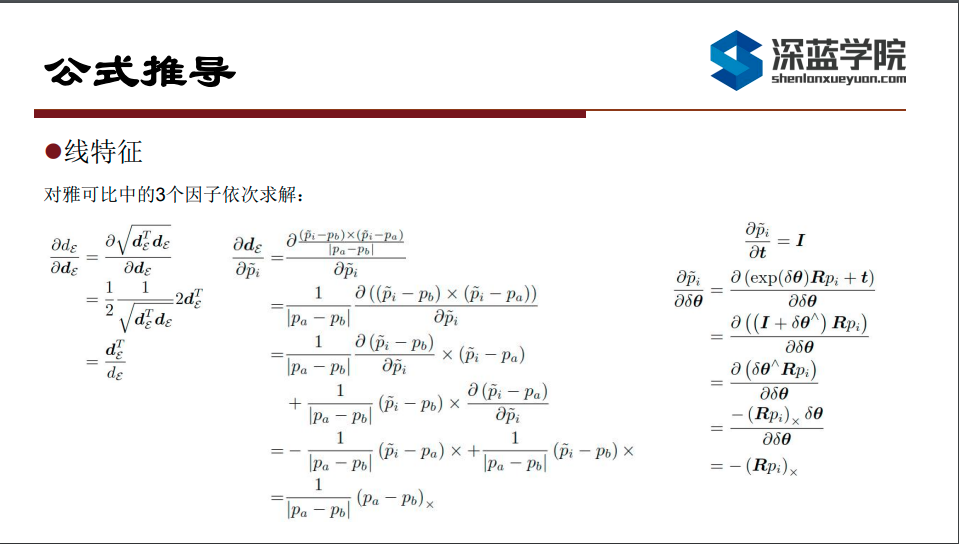 公式推导
深蓝学院
shenlanxueyuan.com
●线特征
对雅可比中的3个因子依次求解：
$\frac{\partial d_{\mathcal{E}}}{\partial \boldsymbol{d}_{\mathcal{E}}} = \frac{\partial \sqrt{\boldsymbol{d}_{\mathcal{E}}^T \boldsymbol{d}_{\mathcal{E}}}}{\partial \boldsymbol{d}_{\mathcal{E}}}$
$= \frac{1}{2} \frac{1}{\sqrt{\boldsymbol{d}_{\mathcal{E}}^T \boldsymbol{d}_{\mathcal{E}}}} 2\boldsymbol{d}_{\mathcal{E}}^T$
$= \frac{\boldsymbol{d}_{\mathcal{E}}^T}{d_{\mathcal{E}}}$
$\frac{\partial \boldsymbol{d}_{\mathcal{E}}}{\partial \tilde{p}_i} = \frac{\partial \frac{(\tilde{p}_i - p_b) \times (\tilde{p}_i - p_a)}{|p_a - p_b|}}{\partial \tilde{p}_i}$
$= \frac{1}{|p_a - p_b|} \frac{\partial ((\tilde{p}_i - p_b) \times (\tilde{p}_i - p_a))}{\partial \tilde{p}_i}$
$= \frac{1}{|p_a - p_b|} \frac{\partial (\tilde{p}_i - p_b)}{\partial \tilde{p}_i} \times (\tilde{p}_i - p_a)$
$+ \frac{1}{|p_a - p_b|} (\tilde{p}_i - p_b) \times \frac{\partial (\tilde{p}_i - p_a)}{\partial \tilde{p}_i}$
$= - \frac{1}{|p_a - p_b|} (\tilde{p}_i - p_a) \times + \frac{1}{|p_a - p_b|} (\tilde{p}_i - p_b) \times$
$= \frac{1}{|p_a - p_b|} (p_a - p_b)_{\times}$
$\frac{\partial \tilde{p}_i}{\partial \boldsymbol{t}} = \boldsymbol{I}$
$\frac{\partial \tilde{p}_i}{\partial \delta\boldsymbol{\theta}} = \frac{\partial (\exp(\delta\boldsymbol{\theta}) \boldsymbol{R} p_i + \boldsymbol{t})}{\partial \delta\boldsymbol{\theta}}$
$= \frac{\partial ((\boldsymbol{I} + \delta\boldsymbol{\theta}^{\wedge}) \boldsymbol{R} p_i)}{\partial \delta\boldsymbol{\theta}}$
$= \frac{\partial (\delta\boldsymbol{\theta}^{\wedge} \boldsymbol{R} p_i)}{\partial \delta\boldsymbol{\theta}}$
$= \frac{- (\boldsymbol{R} p_i)_{\times} \delta\boldsymbol{\theta}}{\partial \delta\boldsymbol{\theta}}$
$= - (\boldsymbol{R} p_i)_{\times}$